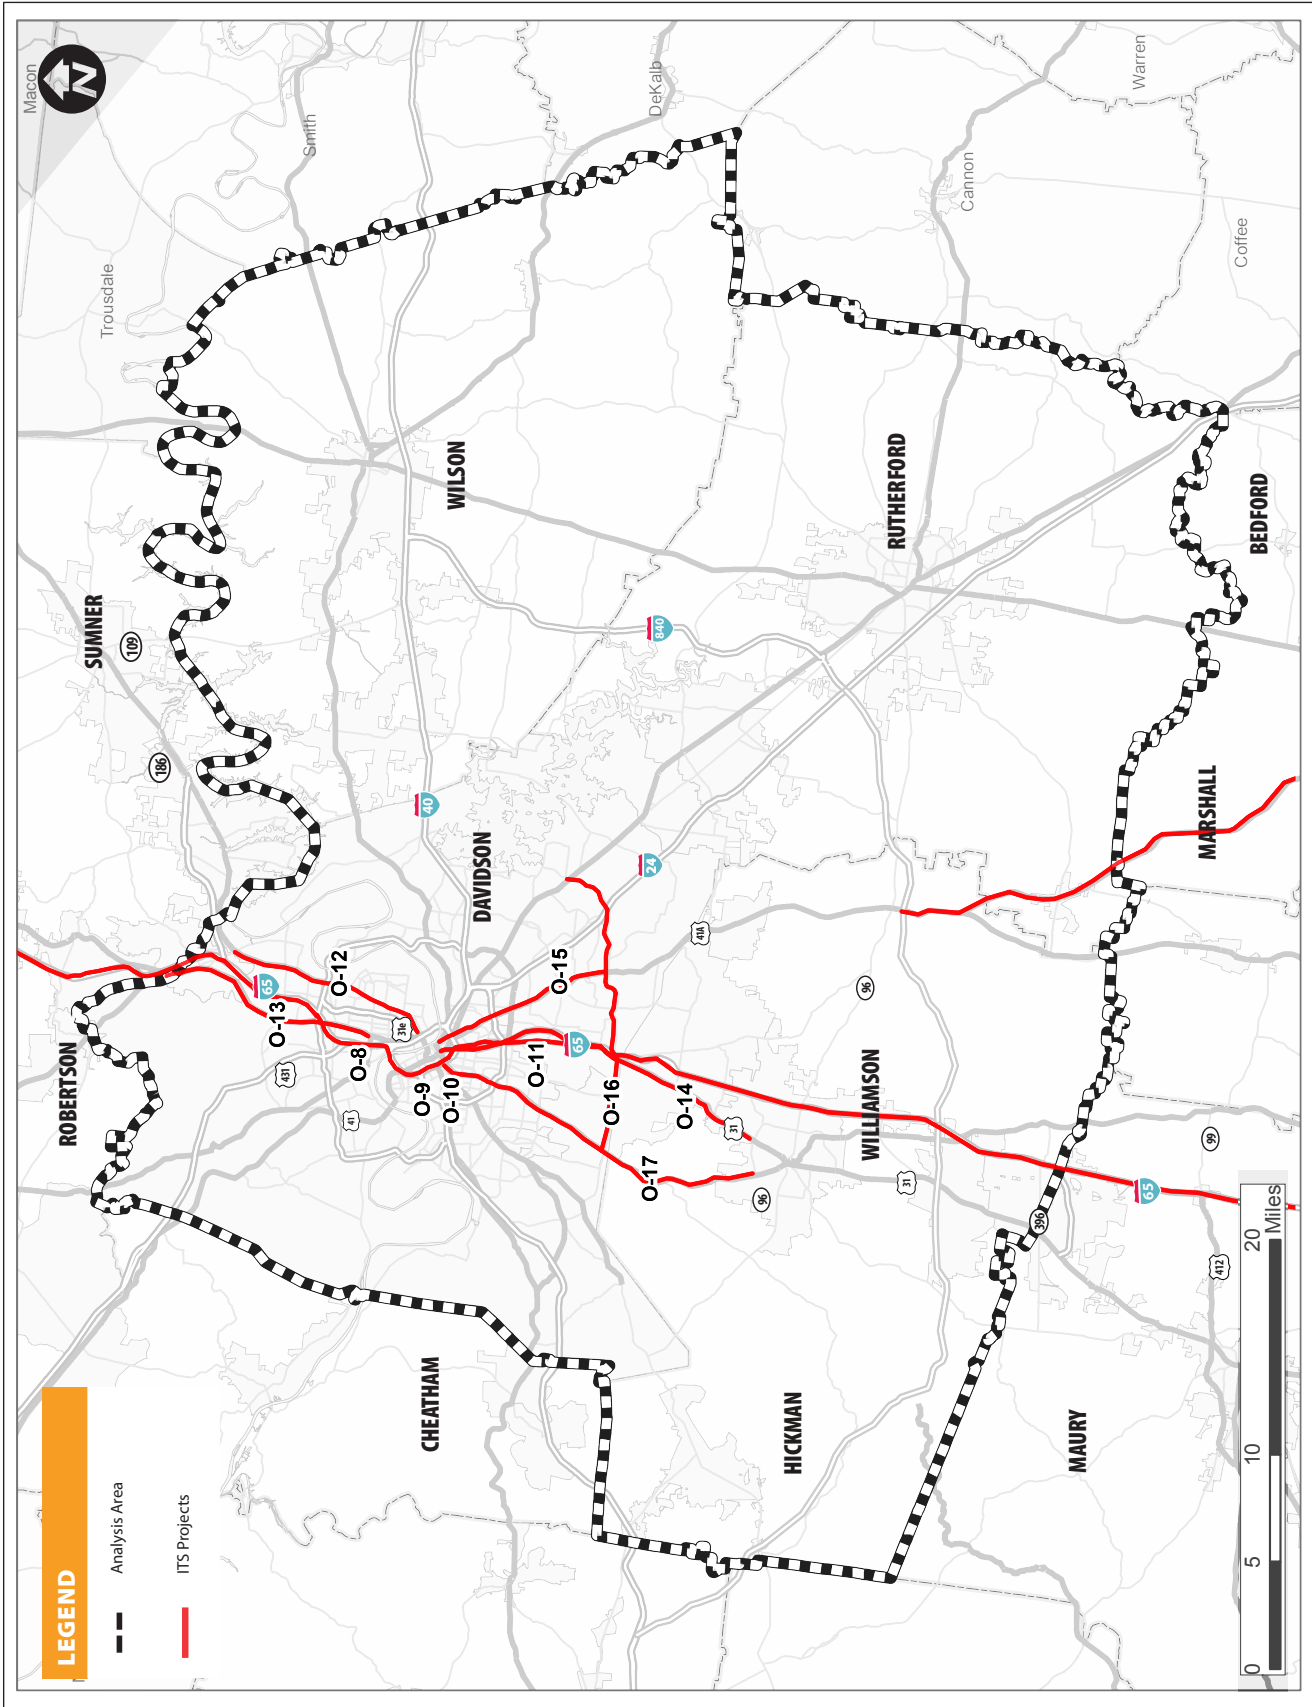 LEGEND
Analysis Area
ITS Projects
Macon
N
Smith
DeKalb
Warren
Trousdale
Cannon
Coffee
SUMNER
109
186
WILSON
RUTHERFORD
BEDFORD
840
40
DAVIDSON
24
MARSHALL
41A
96
ROBERTSON
65
O-12
O-13
31e
O-15
431
O-8
41
O-9
O-10
O-11
65
O-16
O-14
31
O-17
96
WILLIAMSON
31
99
65
396
412
CHEATHAM
HICKMAN
MAURY
0 5 10 20
Miles